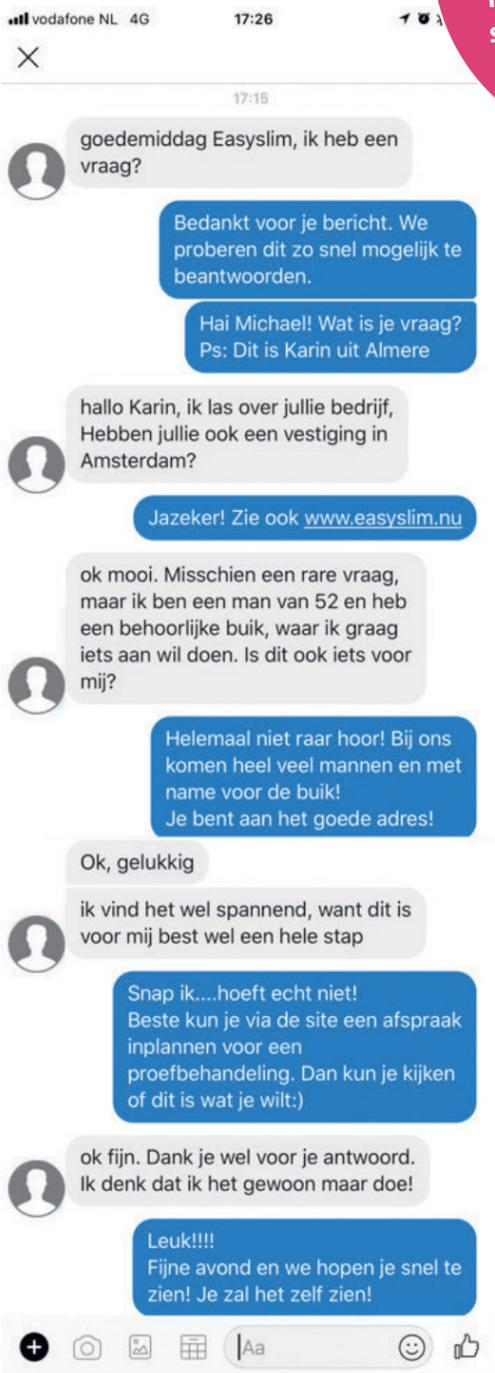 vodafone NL 4G 17:26
17:15
goedemiddag Easyslim, ik heb een
vraag?
Bedankt voor je bericht. We
proberen dit zo snel mogelijk te
beantwoorden.
Hai Michael! Wat is je vraag?
Ps: Dit is Karin uit Almere
hallo Karin, ik las over jullie bedrijf,
Hebben jullie ook een vestiging in
Amsterdam?
Jazeker! Zie ook www.easyslim.nu
ok mooi. Misschien een rare vraag,
maar ik ben een man van 52 en heb
een behoorlijke buik, waar ik graag
iets aan wil doen. Is dit ook iets voor
mij?
Helemaal niet raar hoor! Bij ons
komen heel veel mannen en met
name voor de buik!
Je bent aan het goede adres!
Ok, gelukkig
ik vind het wel spannend, want dit is
voor mij best wel een hele stap
Snap ik....hoeft echt niet!
Beste kun je via de site een afspraak
inplannen voor een
proefbehandeling. Dan kun je kijken
of dit is wat je wilt:)
ok fijn. Dank je wel voor je antwoord.
Ik denk dat ik het gewoon maar doe!
Leuk!!!!
Fijne avond en we hopen je snel te
zien! Je zal het zelf zien!
Aa